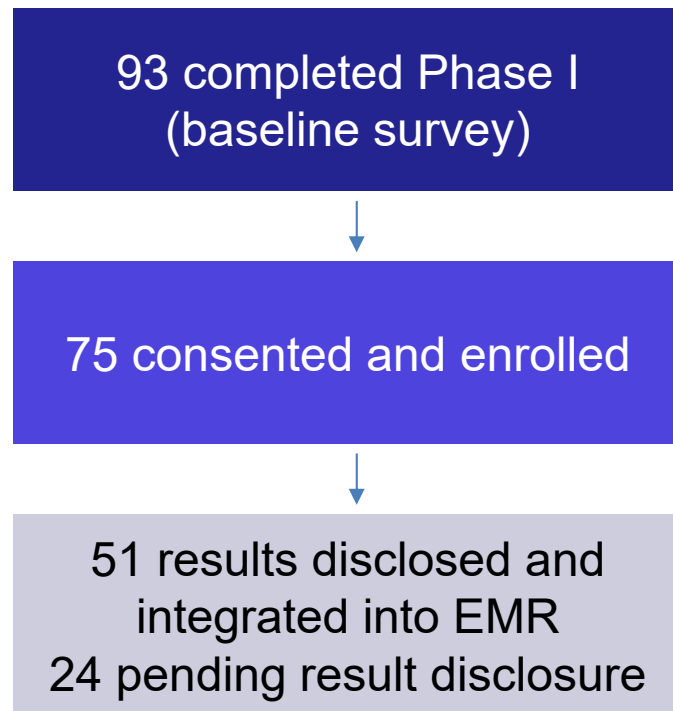 93 completed Phase I
(baseline survey)
75 consented and enrolled
51 results disclosed and
integrated into EMR
24 pending result disclosure